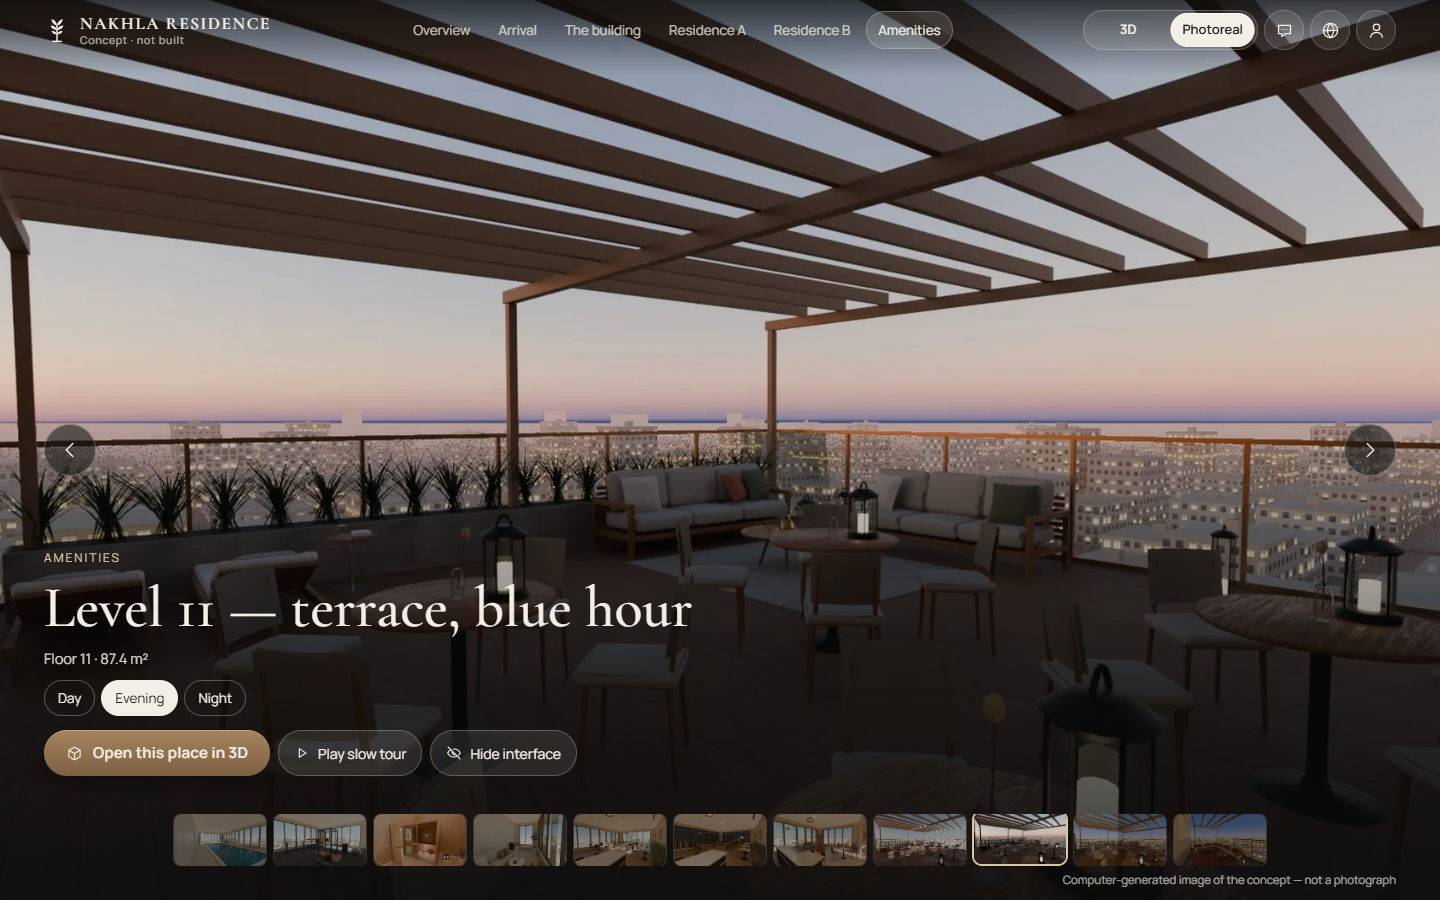 NAKHLA RESIDENCE
Concept · not built
Overview
Arrival
The building
Residence A
Residence B
Amenities
3D
Photoreal
AMENITIES
Level 11 — terrace, blue hour
Floor 11 · 87.4 m²
Day
Evening
Night
Open this place in 3D
Play slow tour
Hide interface
Computer-generated image of the concept — not a photograph